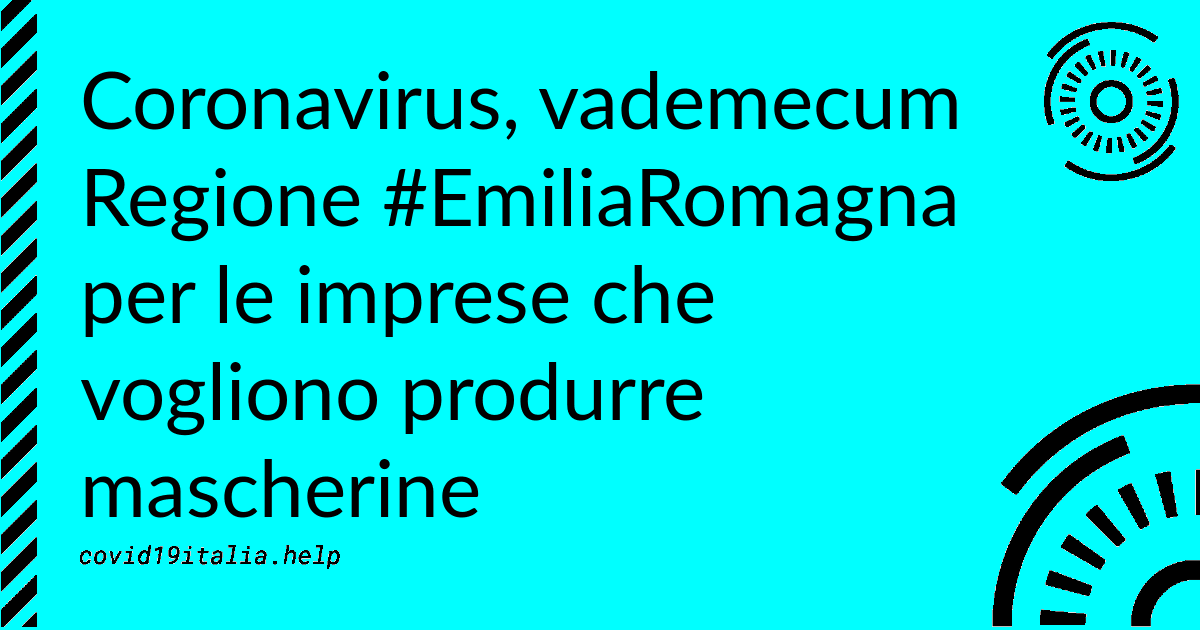 Coronavirus, vademecum
Regione #EmiliaRomagna
per le imprese che
vogliono produrre
mascherine
covid19italia.help